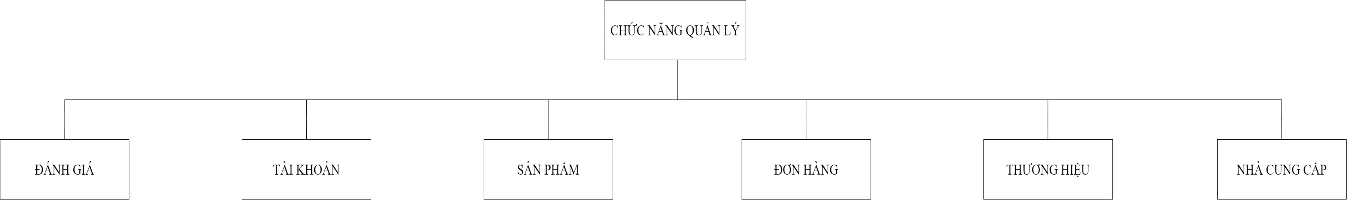 CHỨC NĂNG QUẢN LÝ
ĐÁNH GIÁ
TÀI KHOẢN
SẢN PHẨM
ĐƠN HÀNG
THƯƠNG HIỆU
NHÀ CUNG CẤP